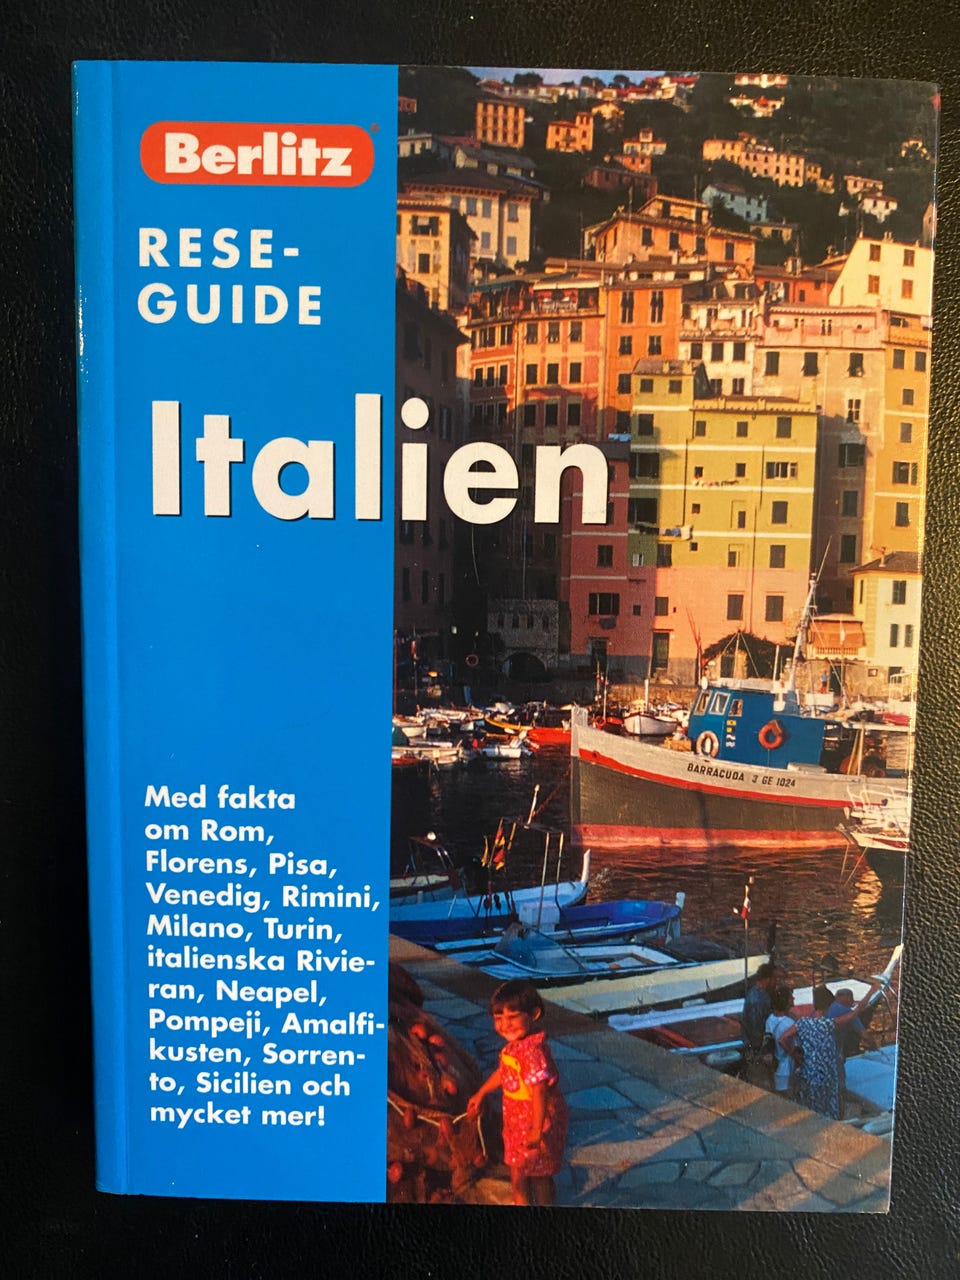 Berlitz®
RESE-
GUIDE
Italien
BARRACUDA 3 GE 1024
Med fakta
om Rom,
Florens, Pisa,
Venedig, Rimini,
Milano, Turin,
italienska Rivie-
ran, Neapel,
Pompeji, Amalfi-
kusten, Sorren-
to, Sicilien och
mycket mer!